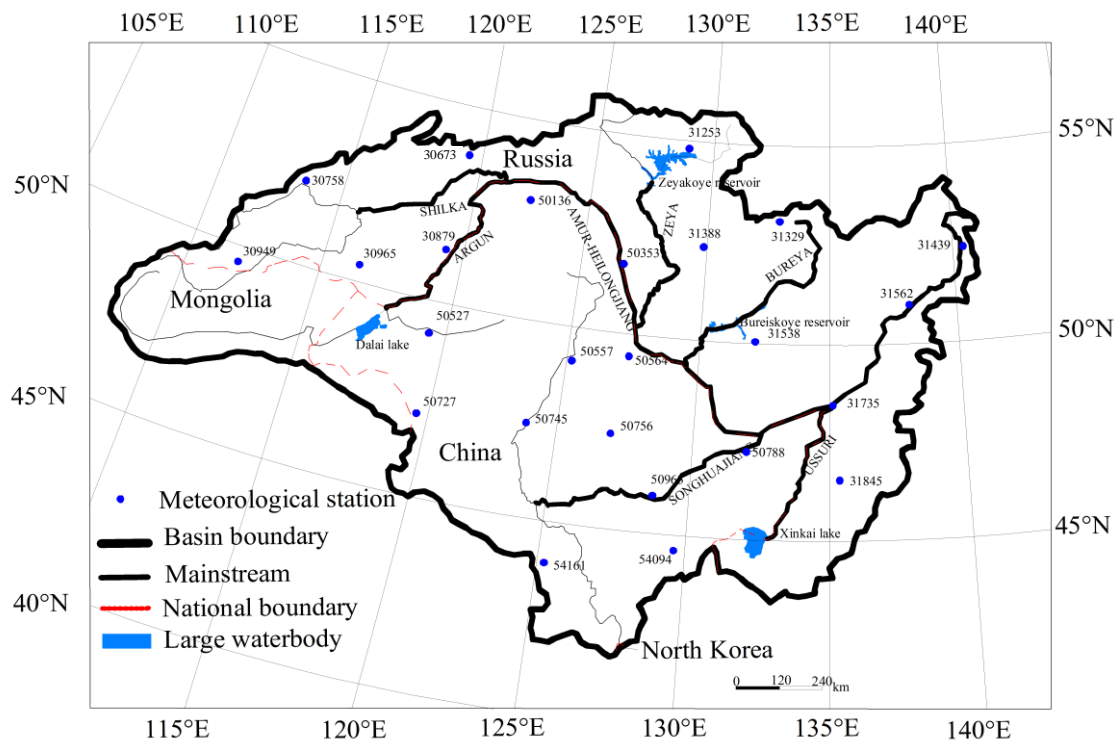 105°E 110°E 115°E 120°E 125°E 130°E 135°E 140°E
55°N
50°N
45°N
40°N
50°N
45°N
31253
30673
Russia
Zeyakoye reservoir
30758
SHILKA
50136
AMUR-HEILONGJIANG
ZEYA
31388
31329
31439
30879
ARGUN
50353
BUREYA
30949
30965
Mongolia
31562
50527
Dalai lake
Bureiskoye reservoir
31538
50557
50564
50727
50745
50756
31735
China
50788
USSURI
SONGHUAJIANG
31845
Xinkai lake
54161
54094
North Korea
Meteorological station
Basin boundary
Mainstream
National boundary
Large waterbody
0 120 240 km
115°E 120°E 125°E 130°E 135°E 140°E